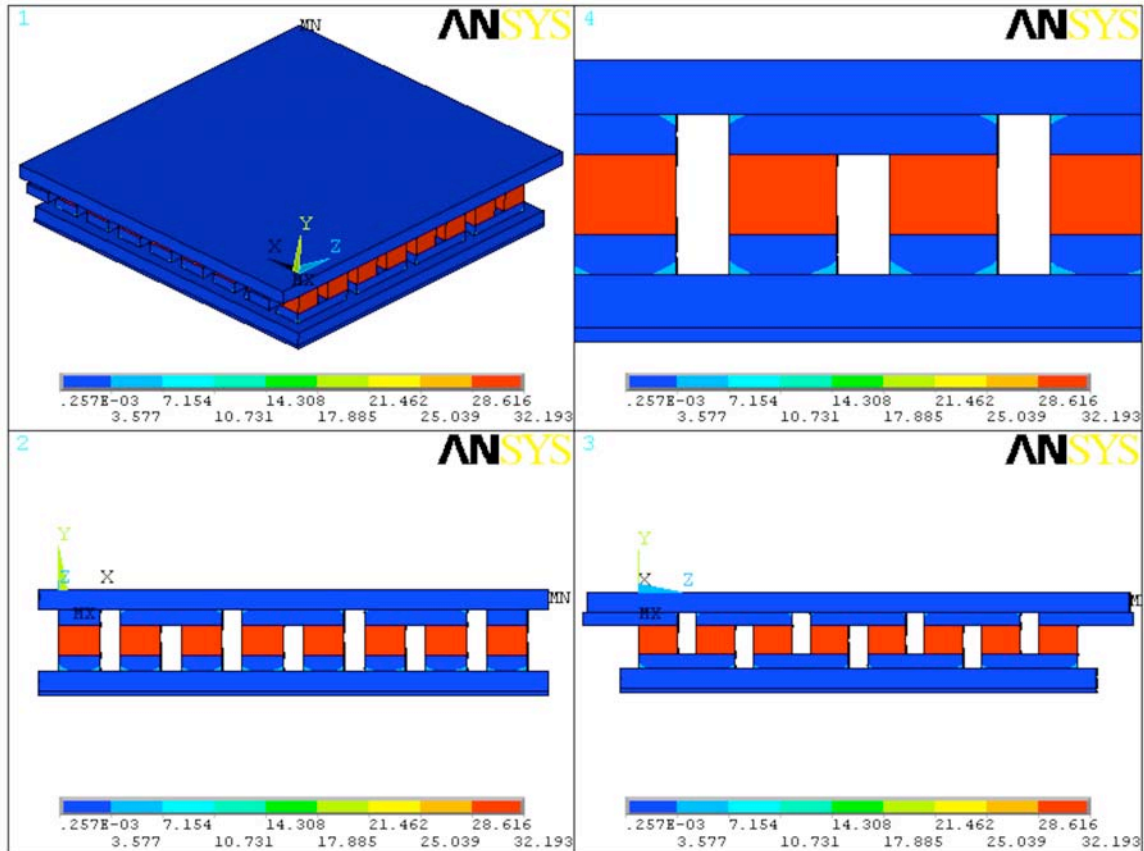 1
MN
ANSYS
Y
X
Z
MX
.257E-03 7.154 14.308 21.462 28.616
3.577 10.731 17.885 25.039 32.193
4
ANSYS
.257E-03 7.154 14.308 21.462 28.616
3.577 10.731 17.885 25.039 32.193
2
ANSYS
Y
Z X
MN
MX
.257E-03 7.154 14.308 21.462 28.616
3.577 10.731 17.885 25.039 32.193
3
ANSYS
Y
X Z
MX
.257E-03 7.154 14.308 21.462 28.616
3.577 10.731 17.885 25.039 32.193